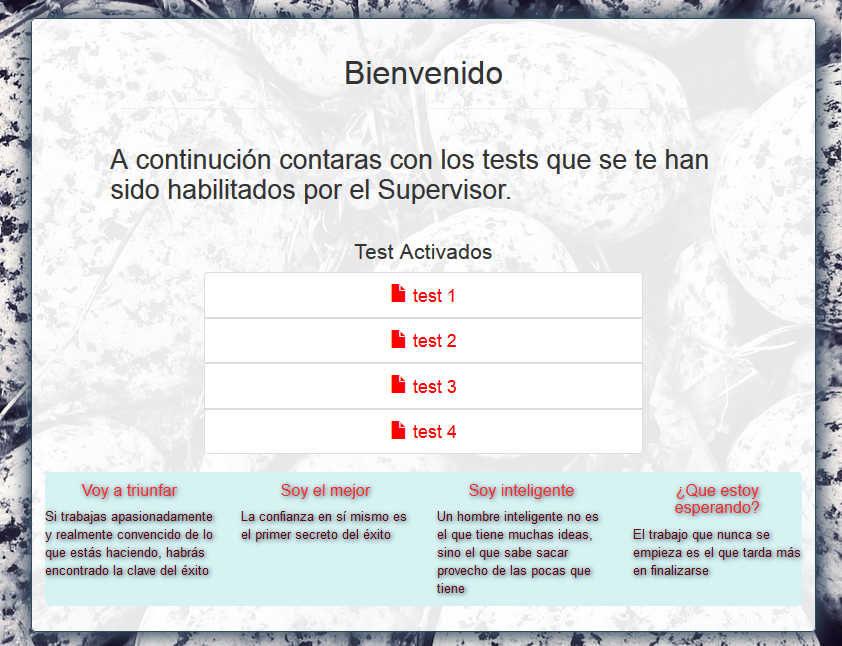 Bienvenido
A continución contaras con los tests que se te han
sido habilitados por el Supervisor.
Test Activados
test 1
test 2
test 3
test 4
Voy a triunfar
Si trabajas apasionadamente
y realmente convencido de lo
que estás haciendo, habrás
encontrado la clave del éxito
Soy el mejor
La confianza en sí mismo es
el primer secreto del éxito
Soy inteligente
Un hombre inteligente no es
el que tiene muchas ideas,
sino el que sabe sacar
provecho de las pocas que
tiene
¿Que estoy
esperando?
El trabajo que nunca se
empieza es el que tarda más
en finalizarse